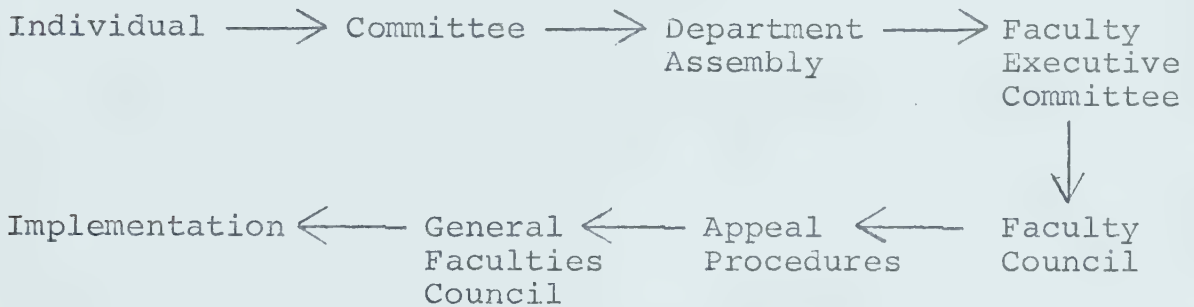 Individual → Committee → Department Assembly → Faculty Executive Committee
↓
Implementation ← General Faculties Council ← Appeal Procedures ← Faculty Council